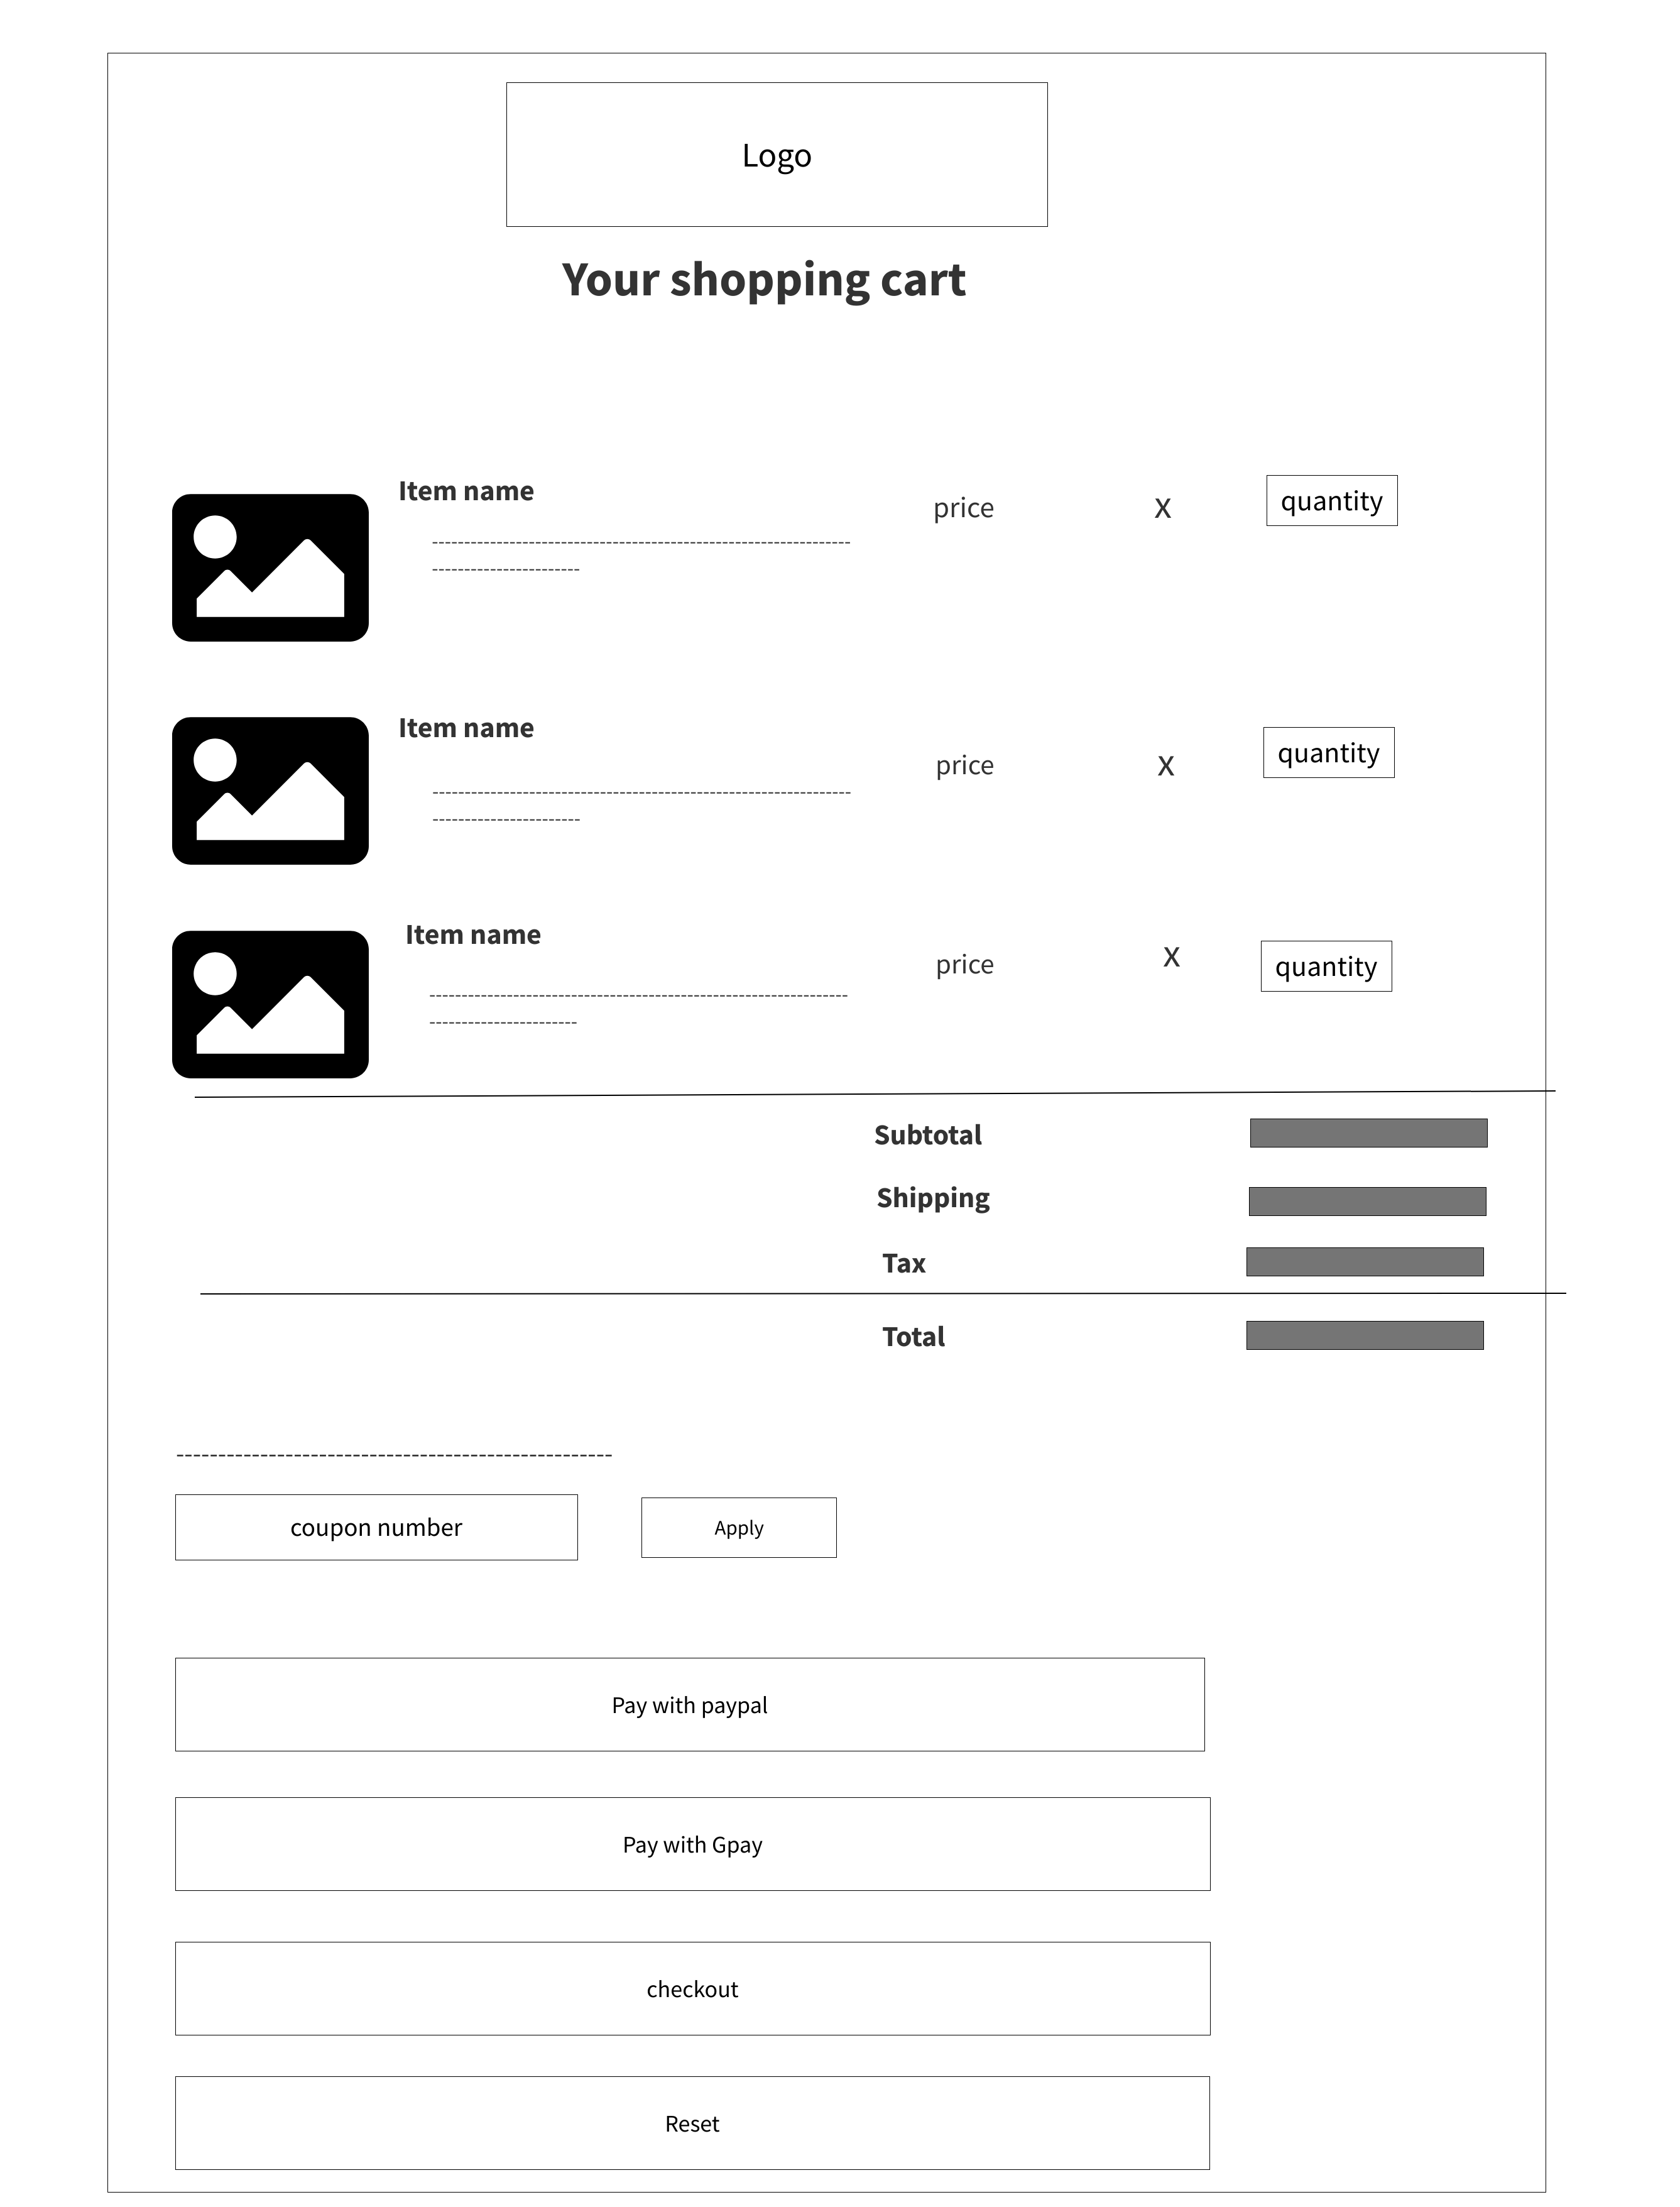 Logo
Your shopping cart
Item name
price x quantity
-----------------------------------------------------------------
-----------------------
Item name
price x quantity
-----------------------------------------------------------------
-----------------------
Item name
price x quantity
-----------------------------------------------------------------
-----------------------
Subtotal
Shipping
Tax
Total
----------------------------------------------------
coupon number Apply
Pay with paypal
Pay with Gpay
checkout
Reset